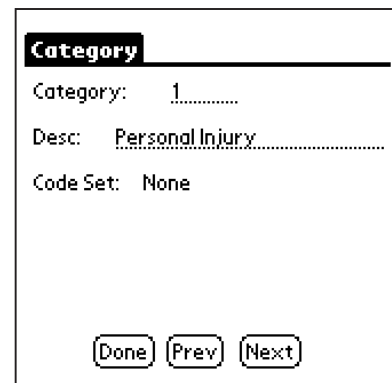 Category
Category: 1
Desc: Personal Injury
Code Set: None
Done Prev Next